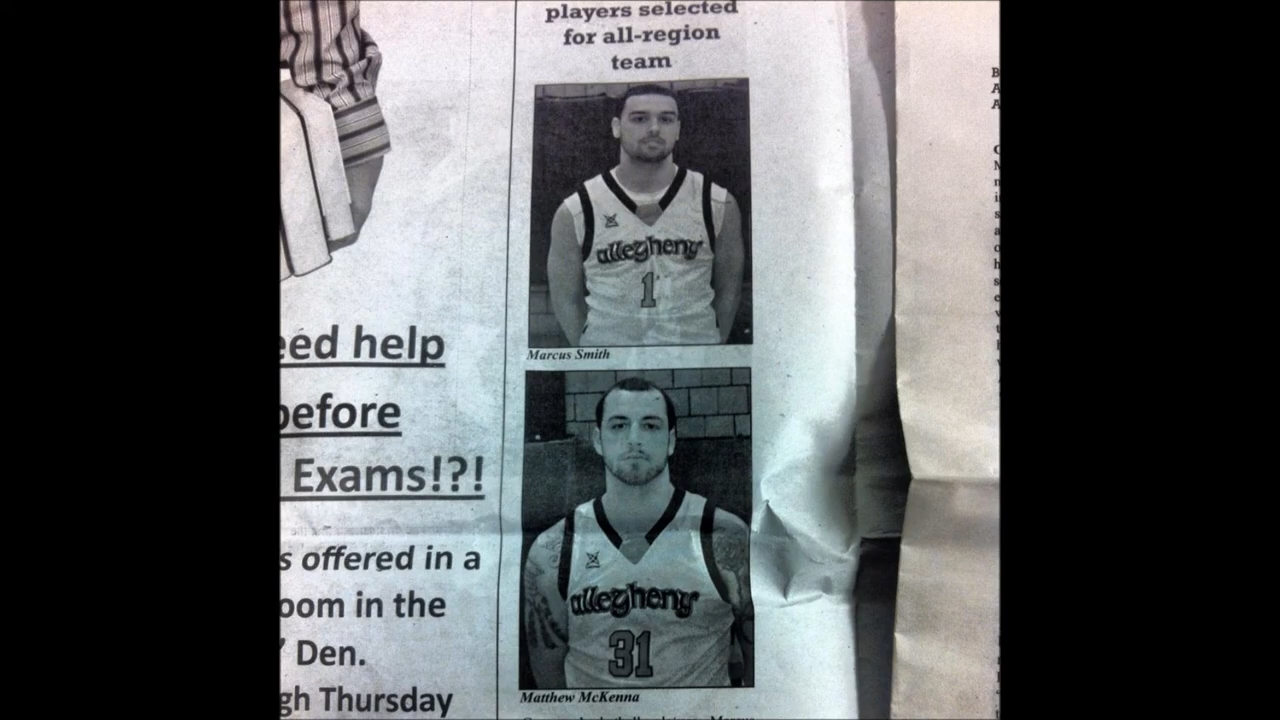 players selected
for all-region
team
allegheny
1
Marcus Smith
allegheny
31
Matthew McKenna
eed help
before
Exams!?!
s offered in a
oom in the
' Den.
gh Thursday
B
A
A